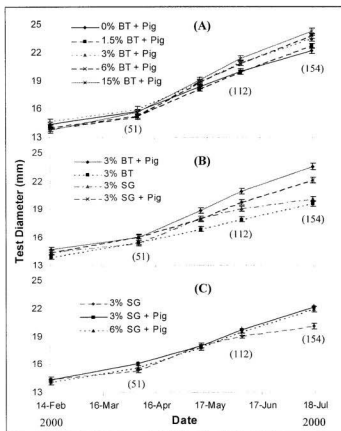 (A)
0% BT + Pig
1.5% BT + Pig
3% BT + Pig
6% BT + Pig
15% BT + Pig
25
22
19
16
13
(51)
(112)
(154)
(B)
3% BT + Pig
3% BT
3% SG
3% SG + Pig
25
22
19
16
13
(51)
(112)
(154)
Test Diameter (mm)
(C)
3% SG
3% SG + Pig
6% SG + Pig
25
22
19
16
13
(51)
(112)
(154)
14-Feb 16-Mar 16-Apr 17-May 17-Jun 18-Jul
2000 Date 2000